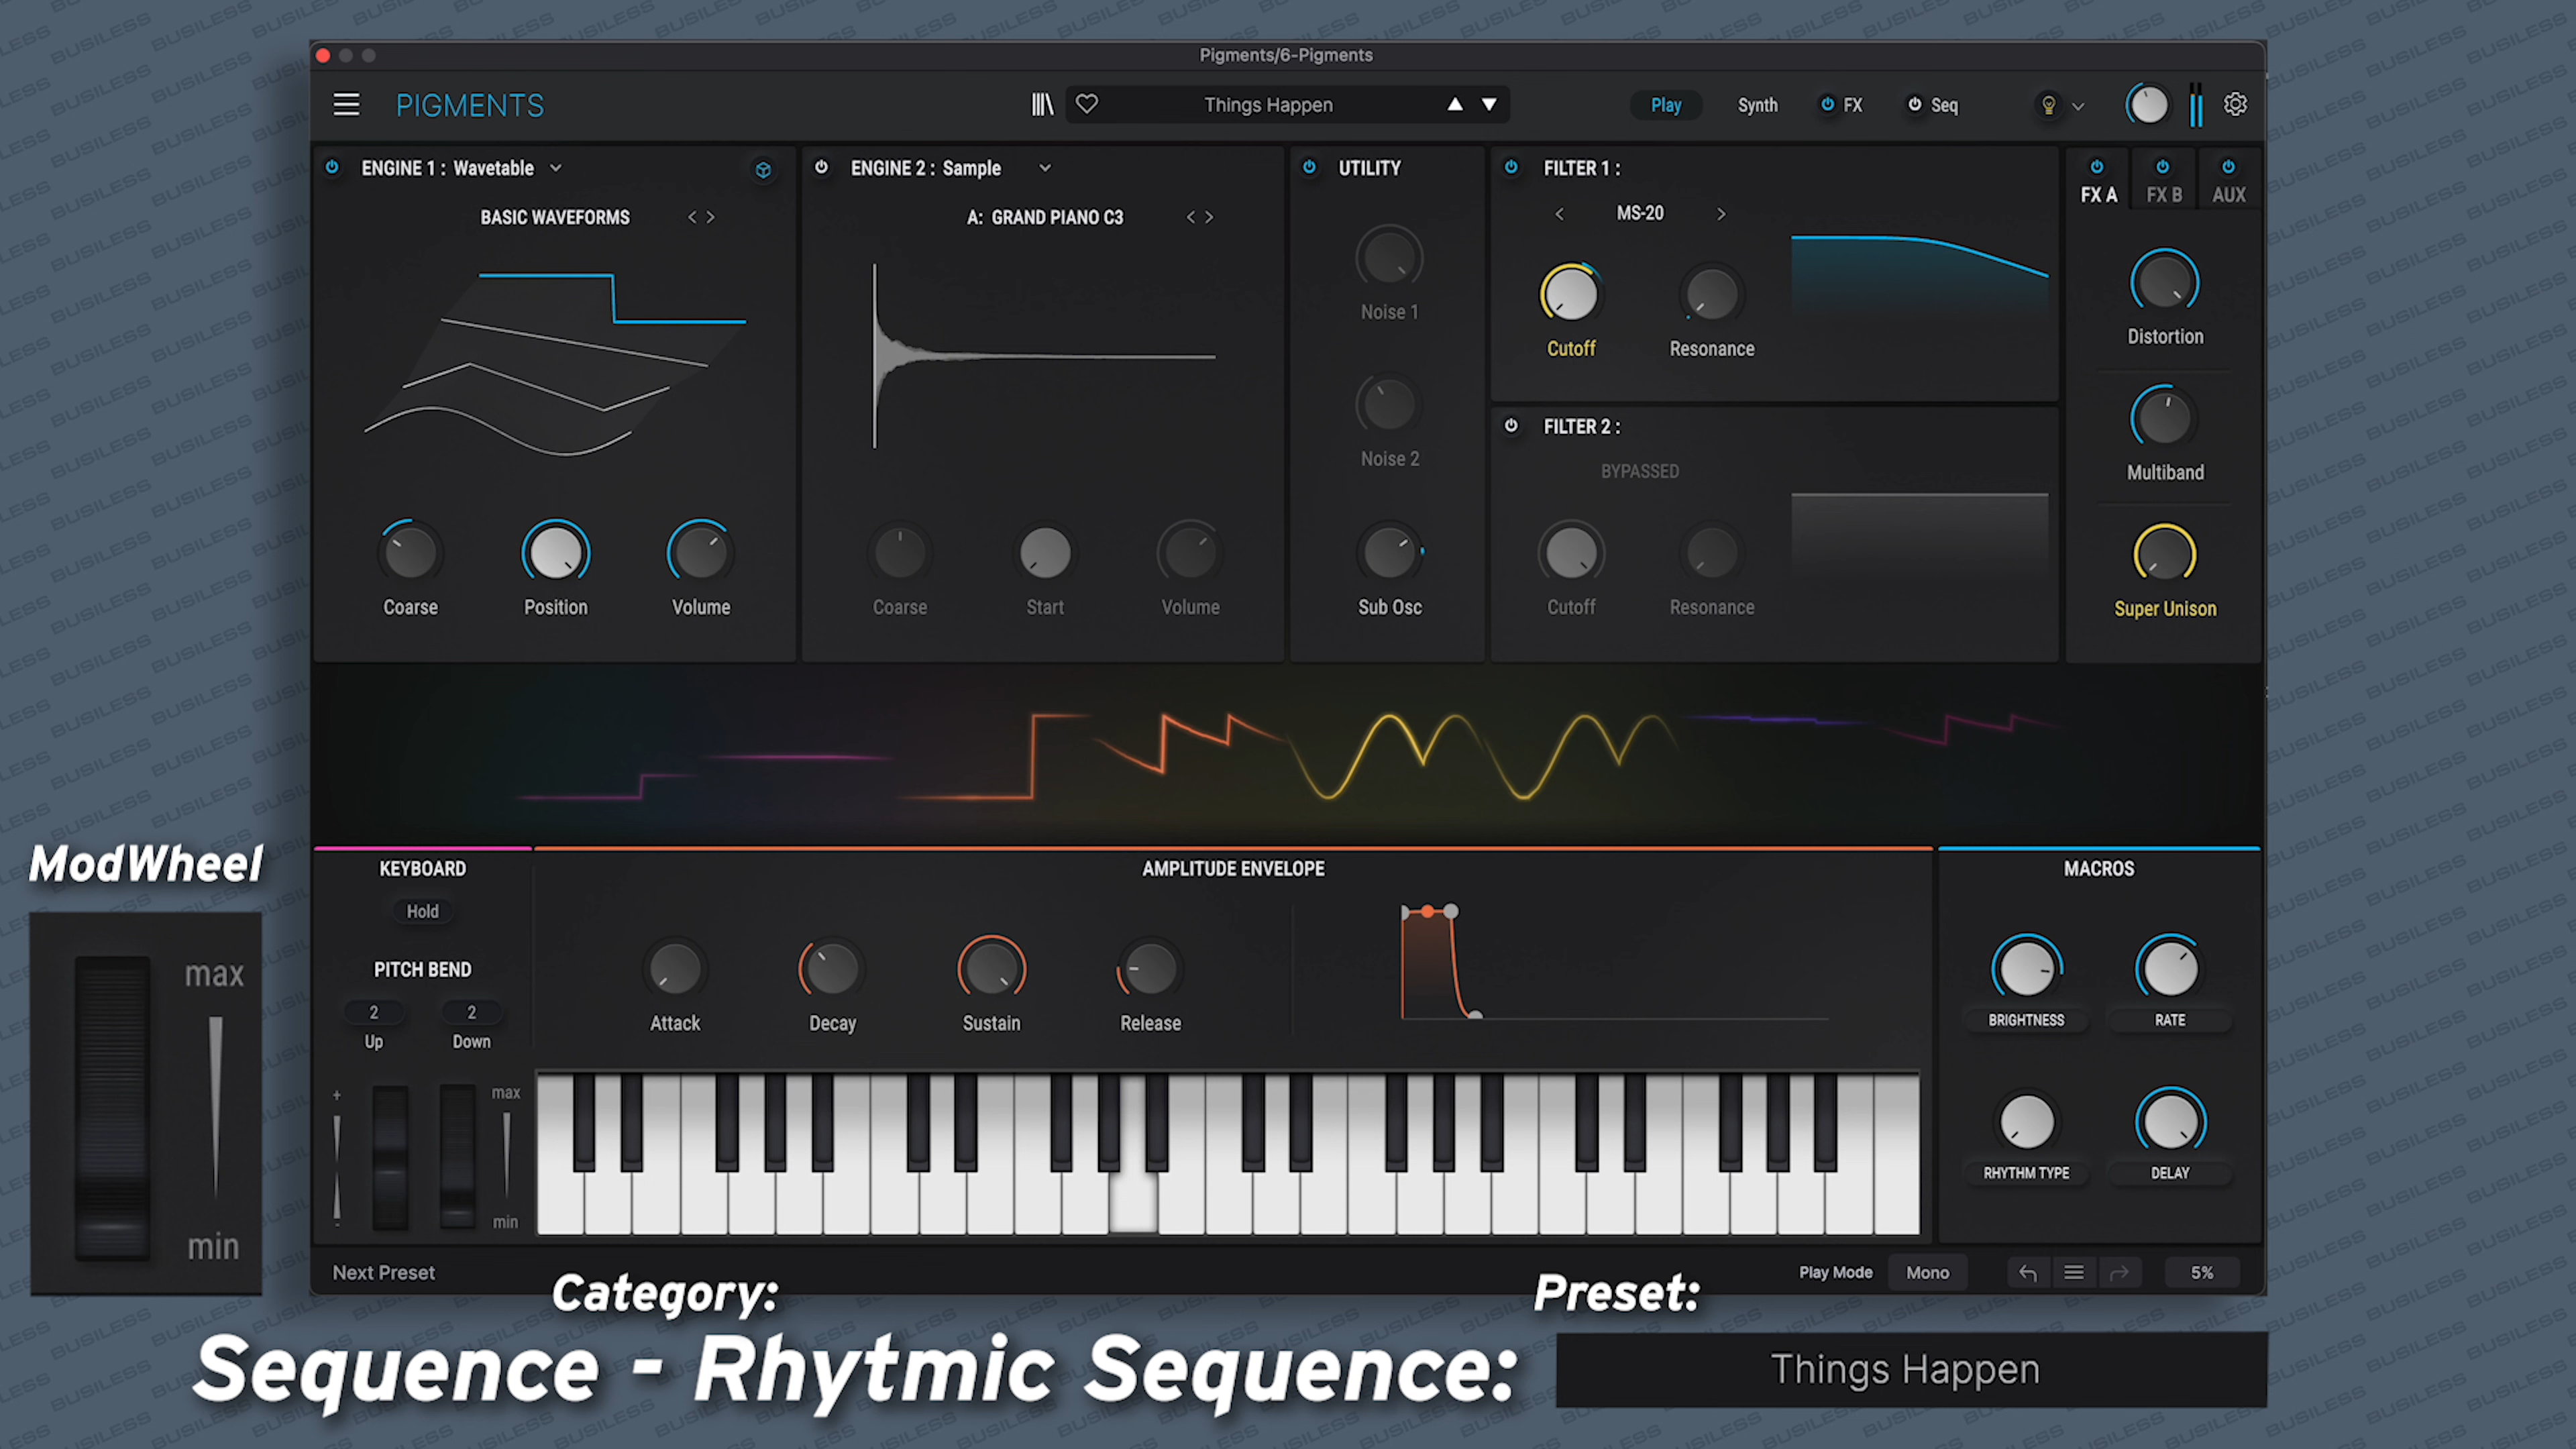 Pigments/6-Pigments
PIGMENTS
Things Happen
Play
Synth
FX
Seq
ENGINE 1 : Wavetable
BASIC WAVEFORMS
Coarse
Position
Volume
ENGINE 2 : Sample
A: GRAND PIANO C3
Coarse
Start
Volume
UTILITY
Noise 1
Noise 2
Sub Osc
FILTER 1 :
MS-20
Cutoff
Resonance
FILTER 2 :
BYPASSED
Cutoff
Resonance
FX A
FX B
AUX
Distortion
Multiband
Super Unison
ModWheel
max
min
KEYBOARD
Hold
PITCH BEND
2
2
Up
Down
+
-
max
min
AMPLITUDE ENVELOPE
Attack
Decay
Sustain
Release
MACROS
BRIGHTNESS
RATE
RHYTHM TYPE
DELAY
Next Preset
Play Mode
Mono
5%
Category:
Sequence - Rhytmic Sequence:
Preset:
Things Happen
BUSILESS